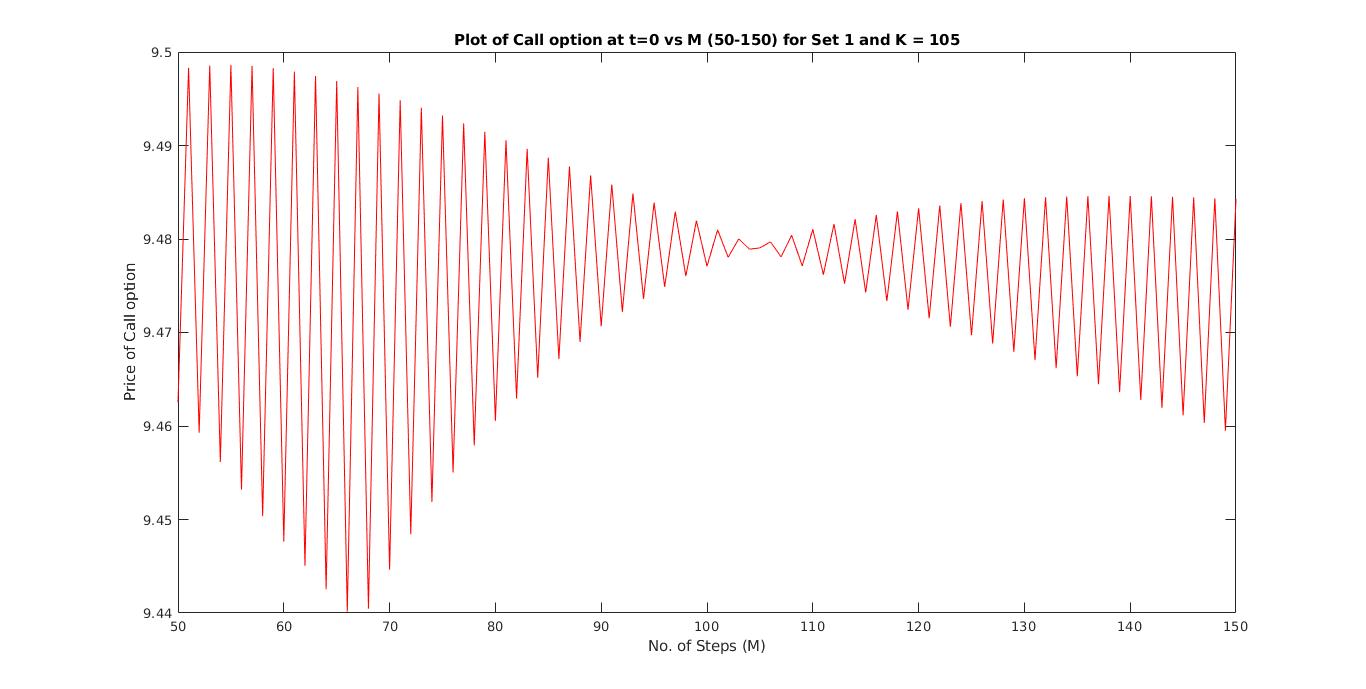 Plot of Call option at t=0 vs M (50-150) for Set 1 and K = 105
9.5
9.49
9.48
9.47
9.46
9.45
9.44
Price of Call option
50 60 70 80 90 100 110 120 130 140 150
No. of Steps (M)